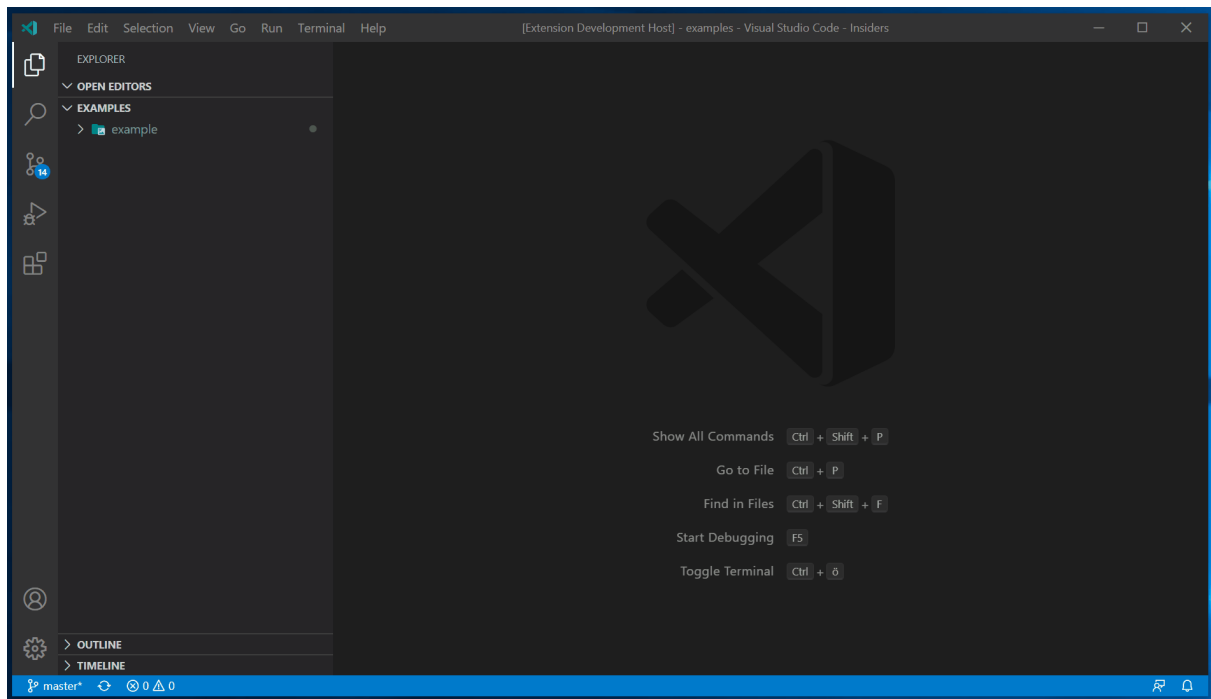 File Edit Selection View Go Run Terminal Help [Extension Development Host] - examples - Visual Studio Code - Insiders
EXPLORER
OPEN EDITORS
EXAMPLES
example
14
Show All Commands Ctrl + Shift + P
Go to File Ctrl + P
Find in Files Ctrl + Shift + F
Start Debugging F5
Toggle Terminal Ctrl + ö
OUTLINE
TIMELINE
master* 0 0